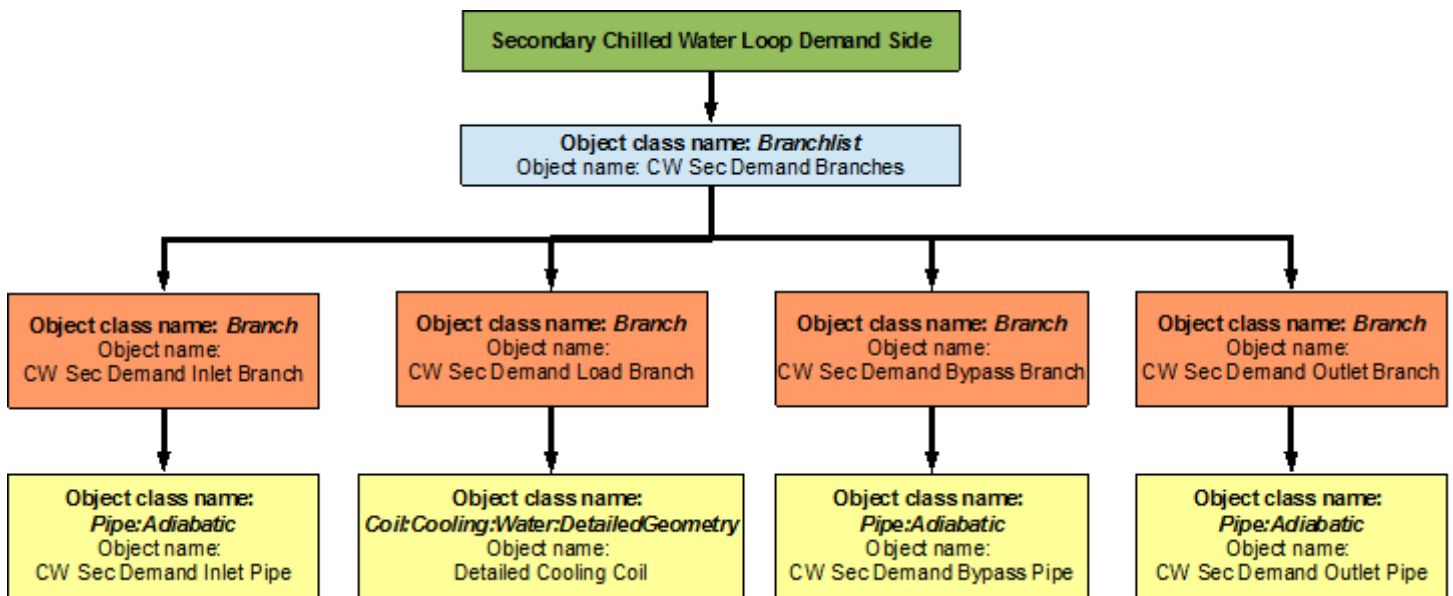 Secondary Chilled Water Loop Demand Side
Object class name: Branchlist
Object name: CW Sec Demand Branches
Object class name: Branch
Object name:
CW Sec Demand Inlet Branch
Object class name: Branch
Object name:
CW Sec Demand Load Branch
Object class name: Branch
Object name:
CW Sec Demand Bypass Branch
Object class name: Branch
Object name:
CW Sec Demand Outlet Branch
Object class name:
Pipe:Adiabatic
Object name:
CW Sec Demand Inlet Pipe
Object class name:
Coil:Cooling:Water:DetailedGeometry
Object name:
Detailed Cooling Coil
Object class name:
Pipe:Adiabatic
Object name:
CW Sec Demand Bypass Pipe
Object class name:
Pipe:Adiabatic
Object name:
CW Sec Demand Outlet Pipe